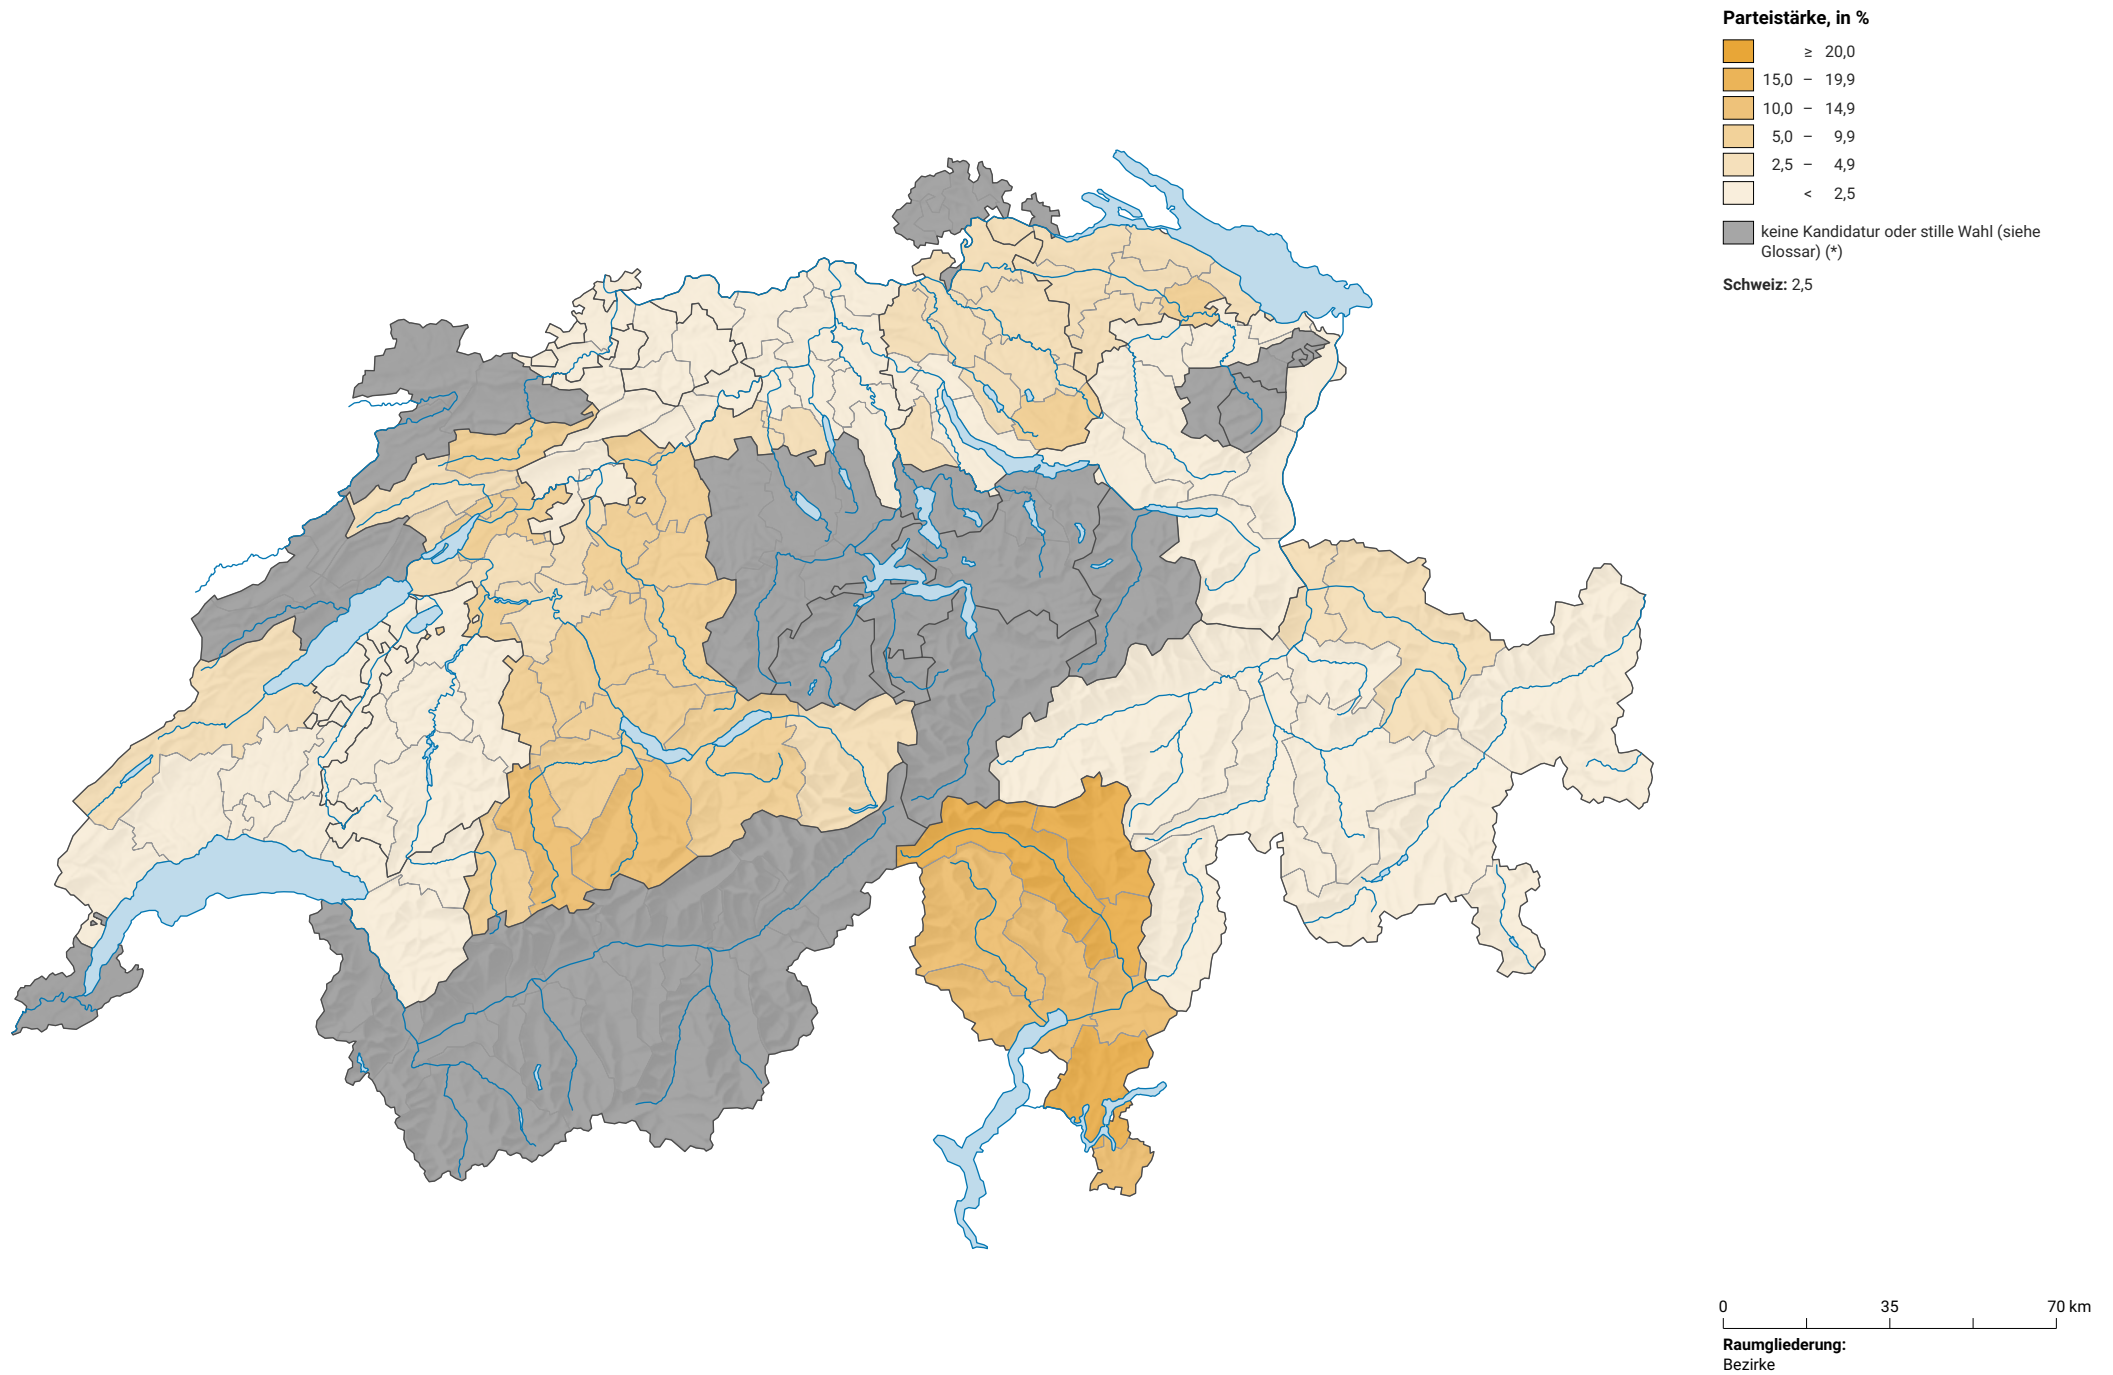 Parteistärke, in %
≥ 20,0
15,0 – 19,9
10,0 – 14,9
5,0 – 9,9
2,5 – 4,9
< 2,5
keine Kandidatur oder stille Wahl (siehe
Glossar) (*)
Schweiz: 2,5
0 35 70 km
Raumgliederung:
Bezirke